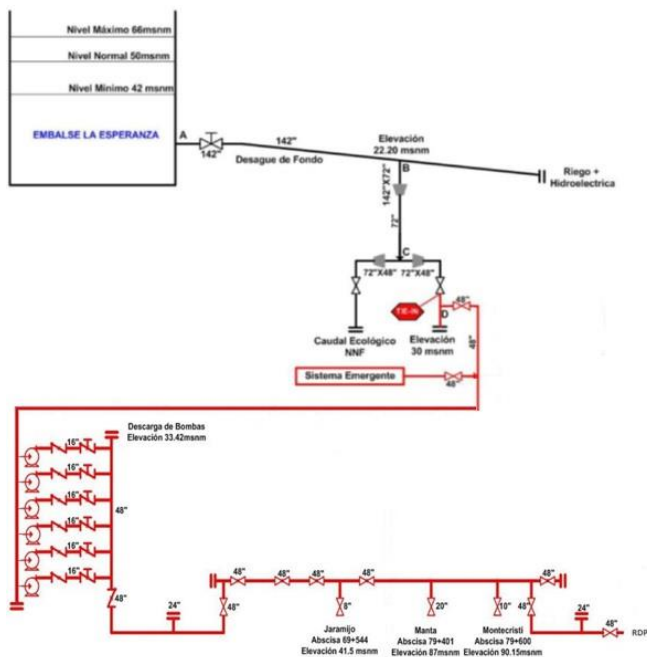 Nivel Máximo 66msnm
Nivel Normal 50msnm
Nivel Mínimo 42 msnm
EMBALSE LA ESPERANZA
A
142"
142"
Desague de Fondo
Elevación
22.20 msnm
B
Riego +
Hidroelectrica
142"X72"
72"
C
72"X48"
72"X48"
TIE-IN
48"
D
48"
Caudal Ecológico
NNF
Elevación
30 msnm
Sistema Emergente
48"
Descarga de Bombas
Elevación 33.42msnm
16"
16"
16"
16"
16"
16"
48"
48"
24"
48"
48"
48"
48"
48"
48"
8"
20"
10"
48"
24"
48"
RDP
Jaramijo
Abscisa 69+544
Elevación 41.5 msnm
Manta
Abscisa 79+401
Elevación 87msnm
Montecristi
Abscisa 79+600
Elevación 90.15msnm